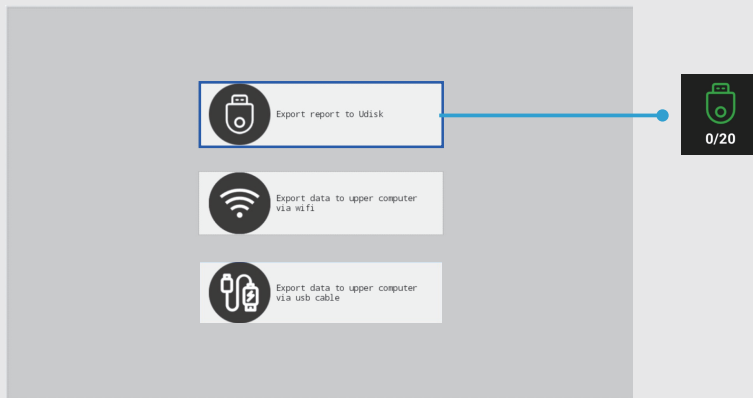 Export report to Udisk
0/20
Export data to upper computer
via wifi
Export data to upper computer
via usb cable